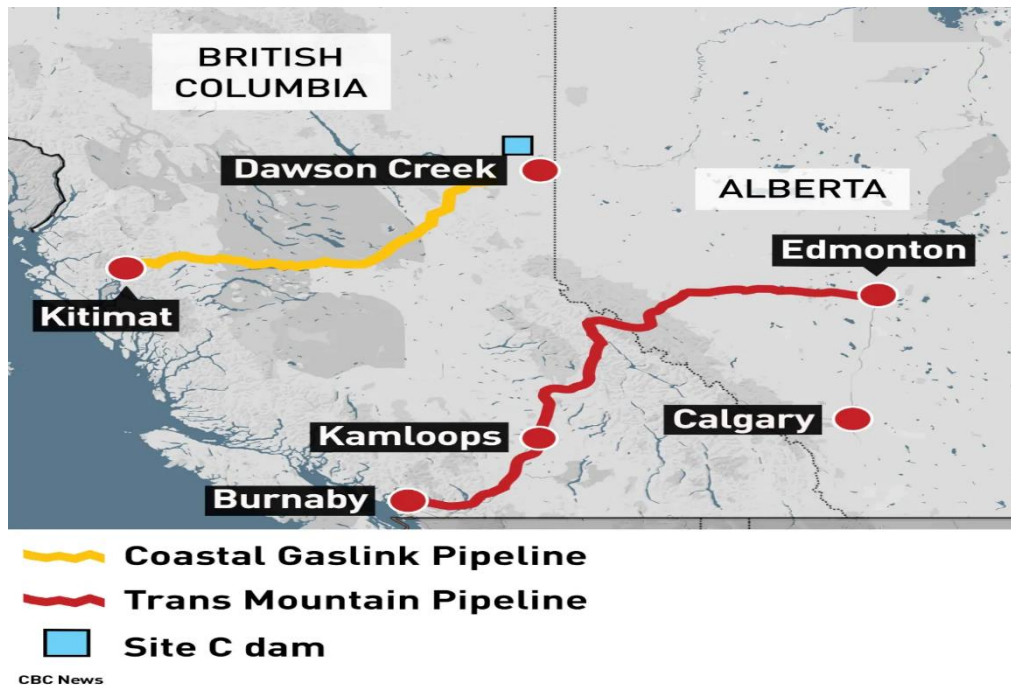 BRITISH
COLUMBIA
Dawson Creek
ALBERTA
Edmonton
Kitimat
Calgary
Kamloops
Burnaby
Coastal Gaslink Pipeline
Trans Mountain Pipeline
Site C dam
CBC News